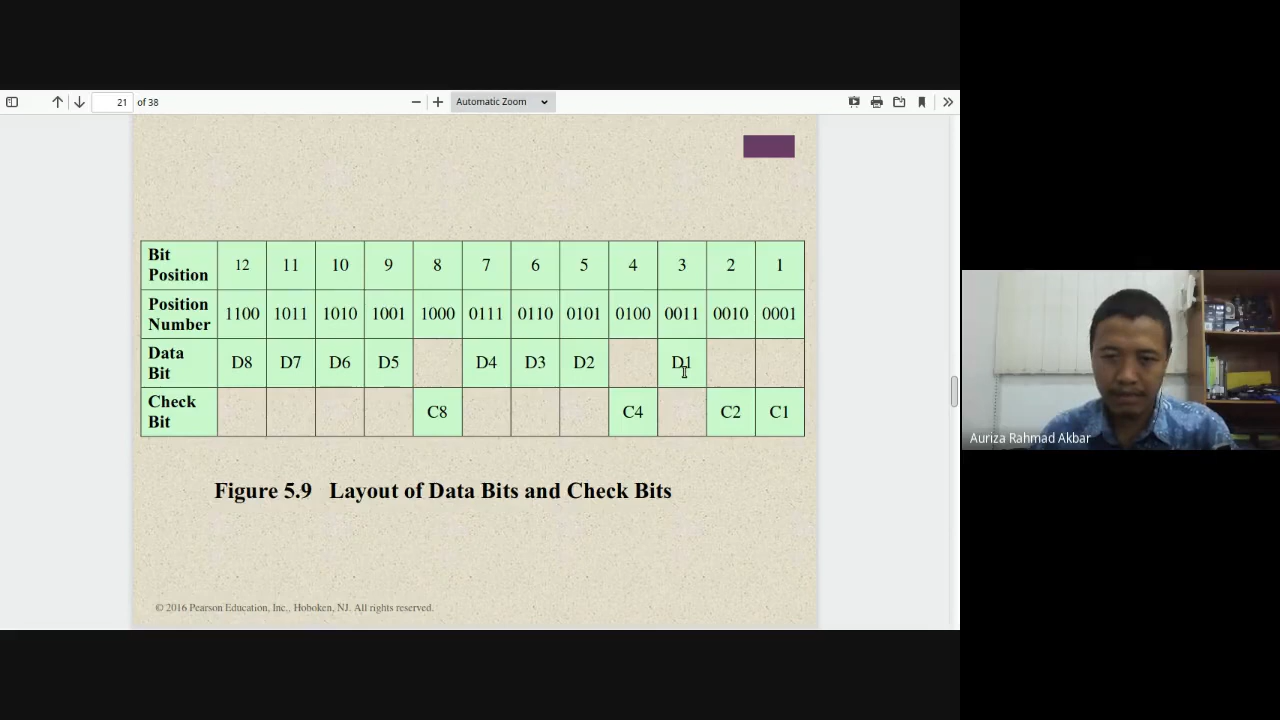 21 of 38 Automatic Zoom
Bit Position 12 11 10 9 8 7 6 5 4 3 2 1
Position Number 1100 1011 1010 1001 1000 0111 0110 0101 0100 0011 0010 0001
Data Bit D8 D7 D6 D5 D4 D3 D2 D1
Check Bit C8 C4 C2 C1
Figure 5.9 Layout of Data Bits and Check Bits
© 2016 Pearson Education, Inc., Hoboken, NJ. All rights reserved.
Auriza Rahmad Akbar